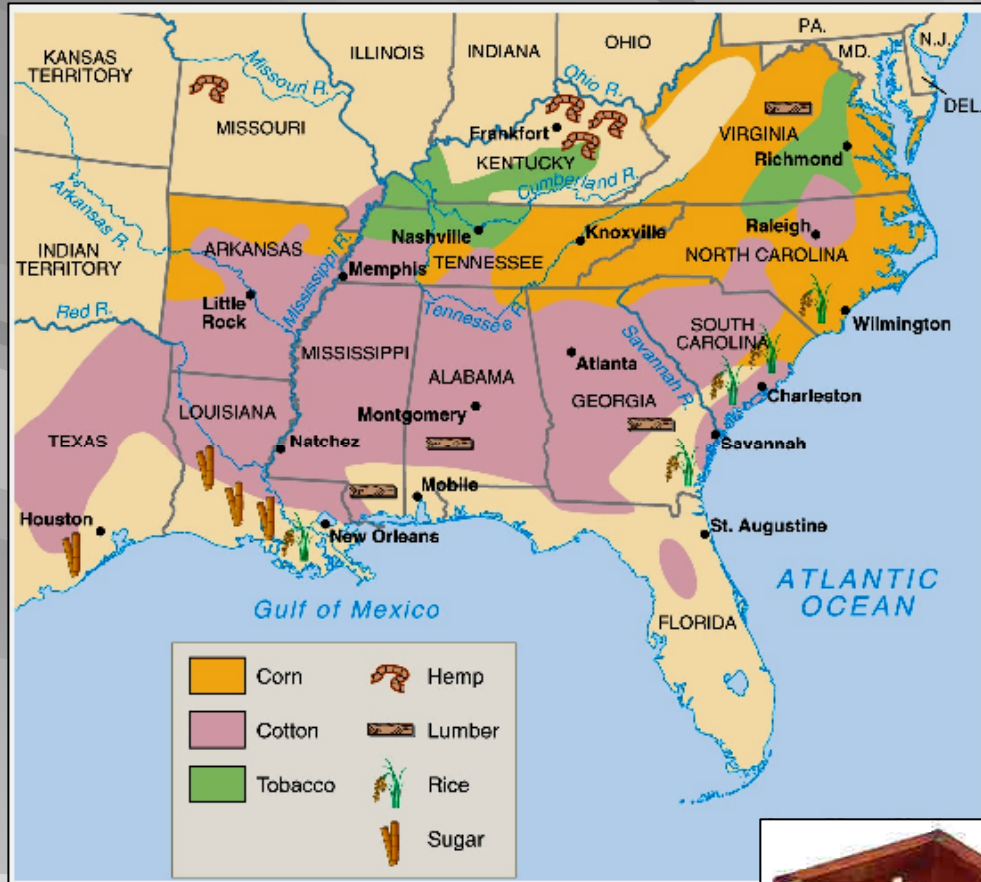 PA.
OHIO
N.J.
KANSAS
TERRITORY
ILLINOIS
INDIANA
MD.
Missouri R.
Ohio R.
DEL.
MISSOURI
VIRGINIA
Frankfort
Richmond
KENTUCKY
Cumberland R.
Arkansas R.
Nashville
Knoxville
Raleigh
INDIAN
TERRITORY
ARKANSAS
TENNESSEE
NORTH CAROLINA
Mississippi R.
Memphis
Little
Rock
Red R.
Tennessee R.
Wilmington
MISSISSIPPI
SOUTH
CAROLINA
Atlanta
Savannah R.
ALABAMA
Charleston
LOUISIANA
Montgomery
GEORGIA
TEXAS
Natchez
Savannah
Mobile
Houston
New Orleans
St. Augustine
ATLANTIC
OCEAN
Gulf of Mexico
FLORIDA
Corn
Hemp
Cotton
Lumber
Tobacco
Rice
Sugar